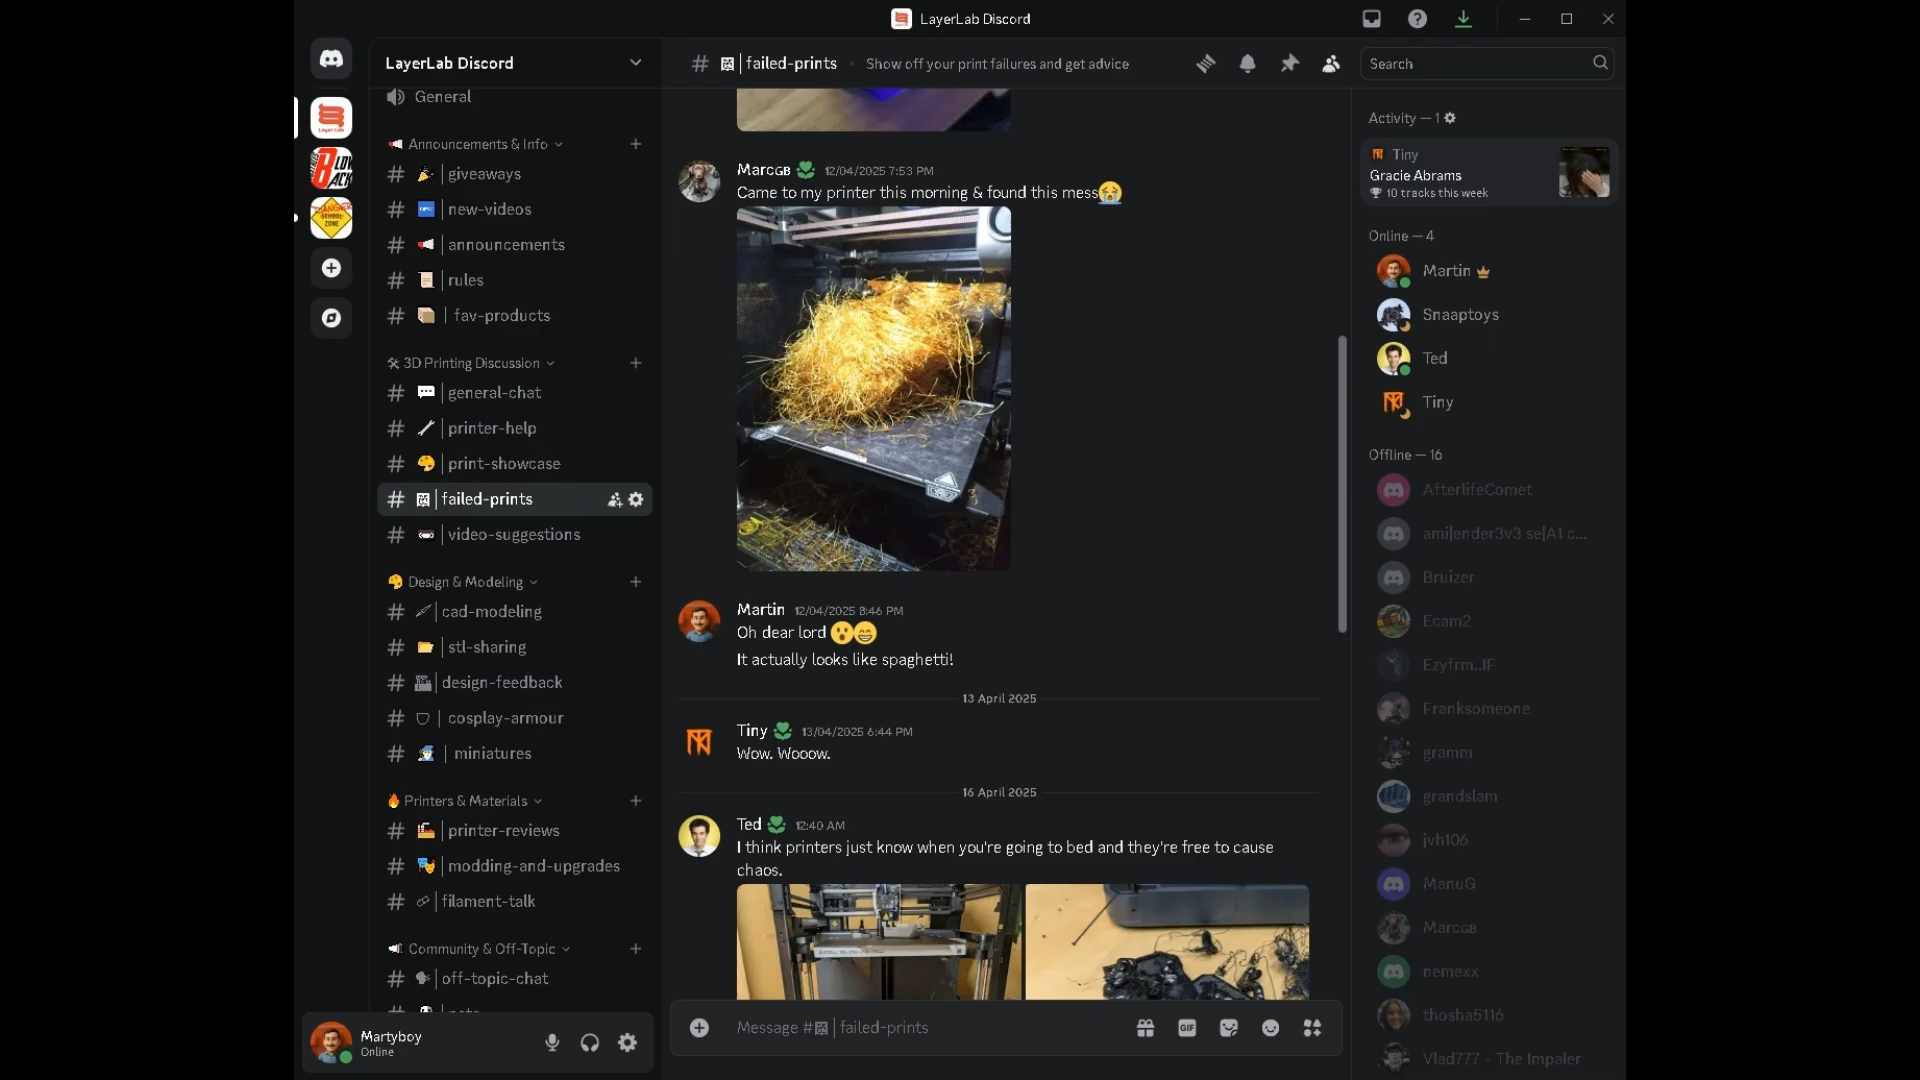 LayerLab Discord
LayerLab Discord
failed-prints
Show off your print failures and get advice
Search
General
Announcements & Info
giveaways
new-videos
announcements
rules
fav-products
3D Printing Discussion
general-chat
printer-help
print-showcase
failed-prints
video-suggestions
Design & Modeling
cad-modeling
stl-sharing
design-feedback
cosplay-armour
miniatures
Printers & Materials
printer-reviews
modding-and-upgrades
filament-talk
Community & Off-Topic
off-topic-chat
Martyboy
Online
MarcGB 12/04/2025 7:53 PM
Came to my printer this morning & found this mess😭
Martin 12/04/2025 8:46 PM
Oh dear lord 😮😁
It actually looks like spaghetti!
13 April 2025
Tiny 13/04/2025 6:44 PM
Wow. Wooow.
16 April 2025
Ted 12:40 AM
I think printers just know when you're going to bed and they're free to cause
chaos.
Message # failed-prints
GIF
Activity — 1
Tiny
Gracie Abrams
10 tracks this week
Online — 4
Martin
Snaaptoys
Ted
Tiny
Offline — 16
AfterlifeComet
ami|ender3v3 se|A1 c...
Bruizer
Ecam2
Ezyfrm..IF
Franksomeone
gramm
grandslam
jvh106
ManuG
MarcGB
nemexx
thosha5116
Vlad777 - The Impaler